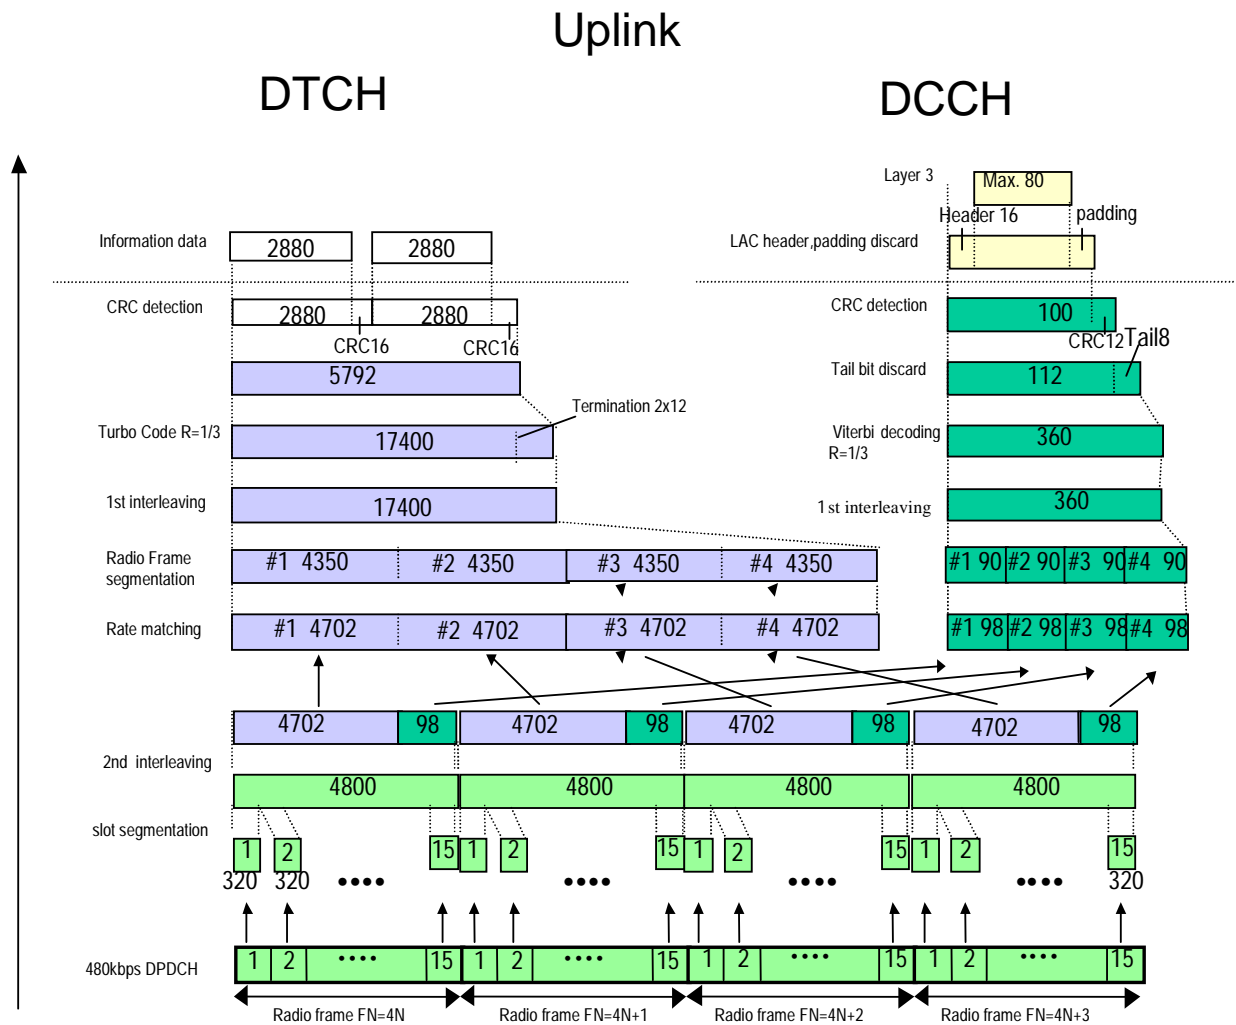 Uplink
DTCH
DCCH
Layer 3
Max. 80
Header 16
padding
Information data
2880
2880
LAC header,padding discard
CRC detection
2880
2880
CRC detection
100
CRC16
CRC16
CRC12
Tail8
5792
Tail bit discard
112
Termination 2x12
Turbo Code R=1/3
17400
Viterbi decoding
R=1/3
360
1st interleaving
17400
1st interleaving
360
Radio Frame
segmentation
#1 4350
#2 4350
#3 4350
#4 4350
#1 90
#2 90
#3 90
#4 90
Rate matching
#1 4702
#2 4702
#3 4702
#4 4702
#1 98
#2 98
#3 98
#4 98
4702
98
4702
98
4702
98
4702
98
2nd interleaving
4800
4800
4800
4800
slot segmentation
1
2
15
1
2
15
1
2
15
1
2
15
320
320
••••
••••
••••
••••
320
480kbps DPDCH
1
2
••••
15
1
2
••••
15
1
2
••••
15
1
2
••••
15
Radio frame FN=4N
Radio frame FN=4N+1
Radio frame FN=4N+2
Radio frame FN=4N+3